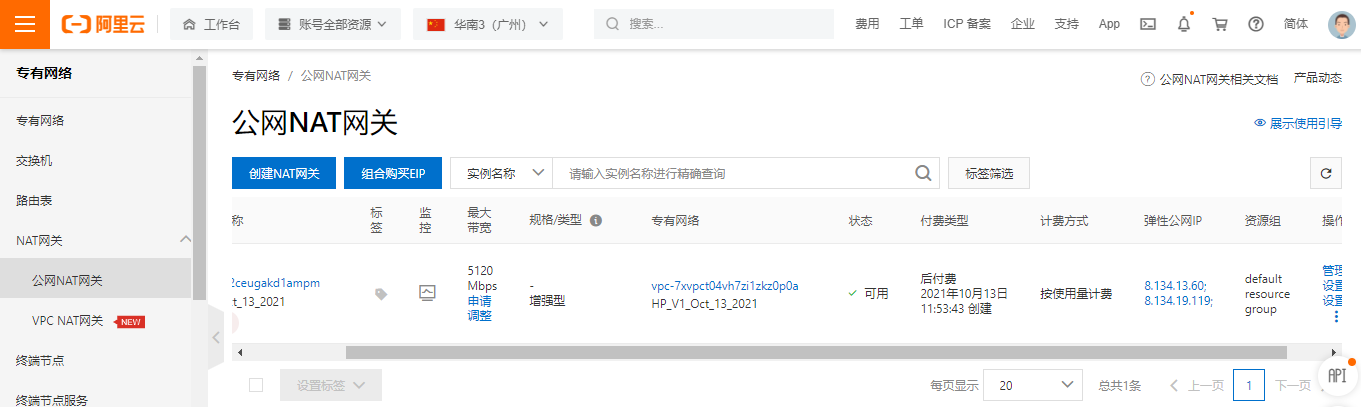 阿里云
工作台
账号全部资源
华南3（广州）
搜索...
费用
工单
ICP 备案
企业
支持
App
简体
专有网络
专有网络
交换机
路由表
NAT网关
公网NAT网关
VPC NAT网关 NEW
终端节点
终端节点服务
专有网络 / 公网NAT网关
公网NAT网关相关文档
产品动态
公网NAT网关
展示使用引导
创建NAT网关
组合购买EIP
实例名称
请输入实例名称进行精确查询
标签筛选
称
标签
监控
最大带宽
规格/类型
专有网络
状态
付费类型
计费方式
弹性公网IP
资源组
操作
2ceugakd1ampm
ct_13_2021
5120
Mbps
申请
调整
-
增强型
vpc-7xvpct04vh7zi1zkz0p0a
HP_V1_Oct_13_2021
可用
后付费
2021年10月13日
11:53:43 创建
按使用量计费
8.134.13.60;
8.134.19.119;
default
resource
group
管理
设置
设置
设置标签
每页显示
20
总共1条
上一页
1
下一页
API